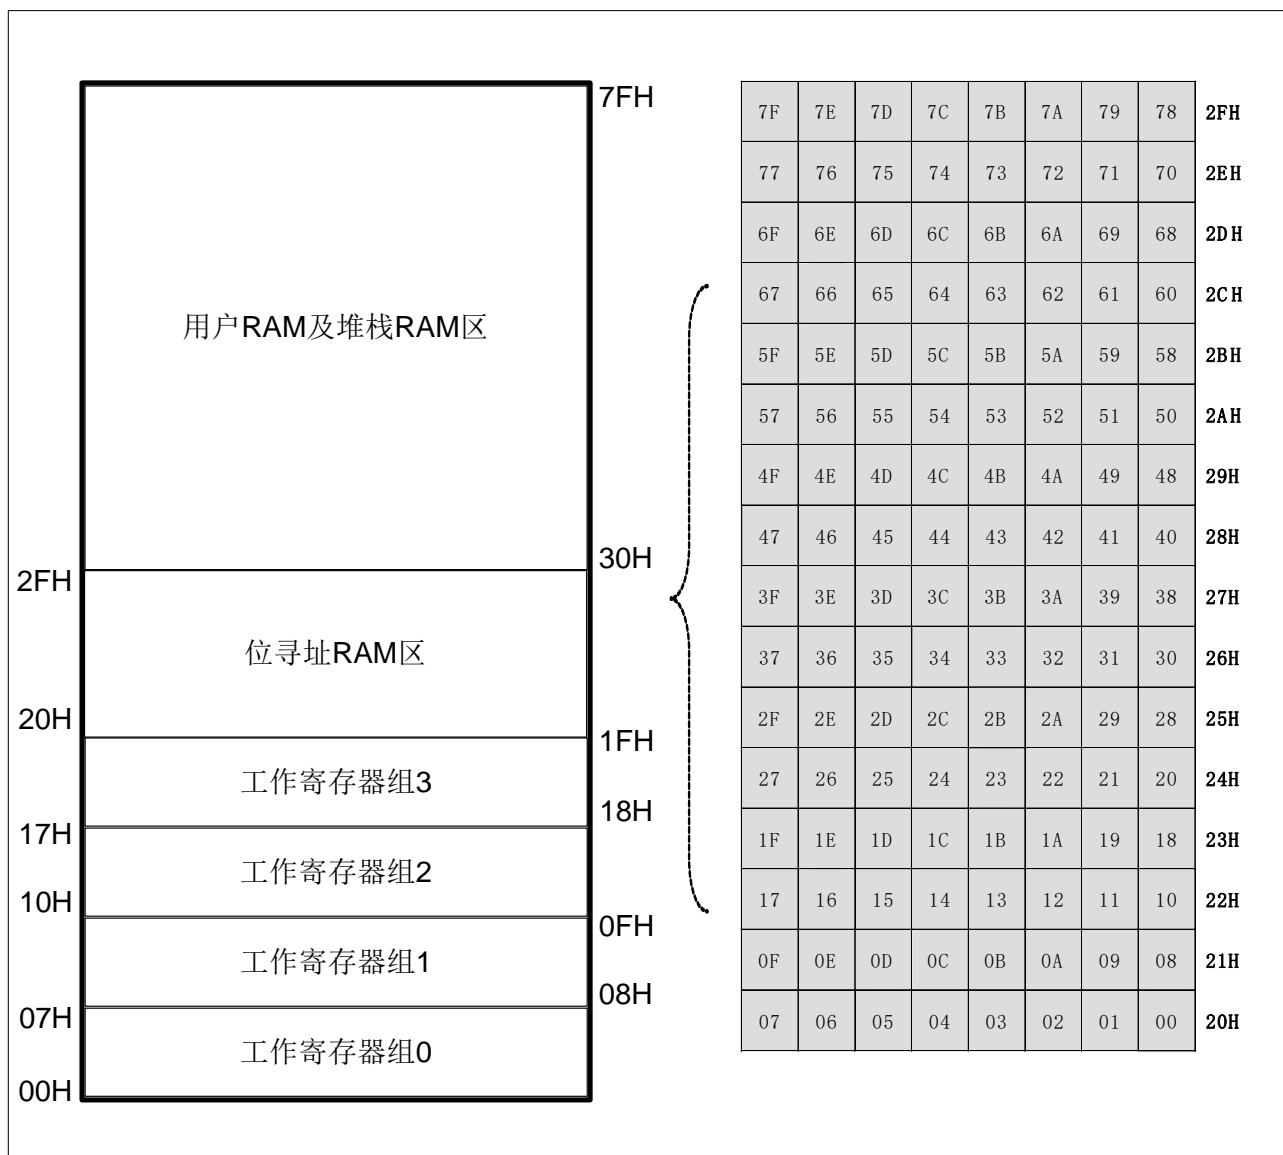 7FH
用户RAM及堆栈RAM区
30H
2FH
位寻址RAM区
20H
1FH
工作寄存器组3
18H
17H
工作寄存器组2
10H
0FH
工作寄存器组1
08H
07H
工作寄存器组0
00H
7F 7E 7D 7C 7B 7A 79 78 2FH
77 76 75 74 73 72 71 70 2EH
6F 6E 6D 6C 6B 6A 69 68 2DH
67 66 65 64 63 62 61 60 2CH
5F 5E 5D 5C 5B 5A 59 58 2BH
57 56 55 54 53 52 51 50 2AH
4F 4E 4D 4C 4B 4A 49 48 29H
47 46 45 44 43 42 41 40 28H
3F 3E 3D 3C 3B 3A 39 38 27H
37 36 35 34 33 32 31 30 26H
2F 2E 2D 2C 2B 2A 29 28 25H
27 26 25 24 23 22 21 20 24H
1F 1E 1D 1C 1B 1A 19 18 23H
17 16 15 14 13 12 11 10 22H
0F 0E 0D 0C 0B 0A 09 08 21H
07 06 05 04 03 02 01 00 20H